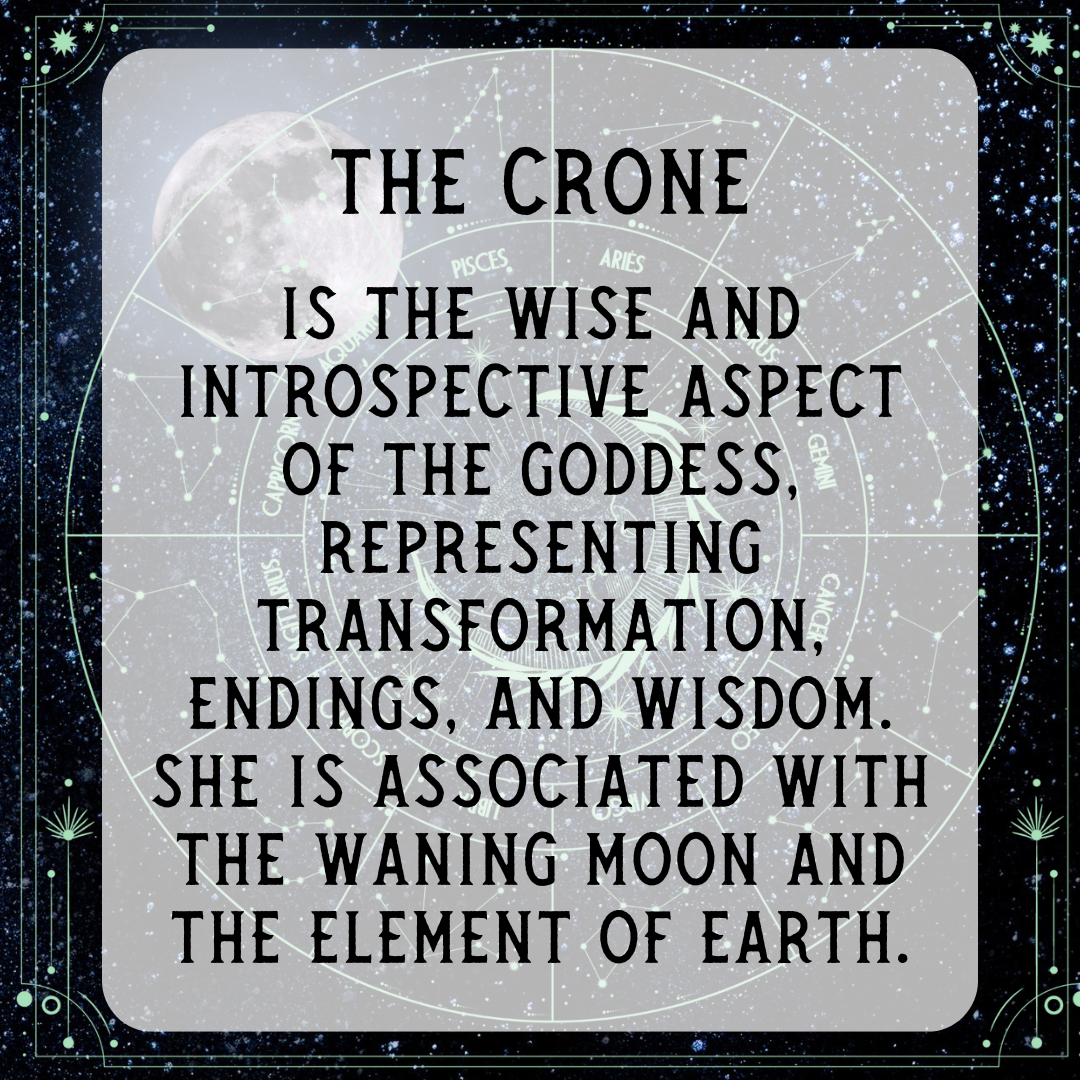 THE CRONE
IS THE WISE AND
INTROSPECTIVE ASPECT
OF THE GODDESS,
REPRESENTING
TRANSFORMATION,
ENDINGS, AND WISDOM.
SHE IS ASSOCIATED WITH
THE WANING MOON AND
THE ELEMENT OF EARTH.
PISCES
ARIES
GEMINI
CANCER